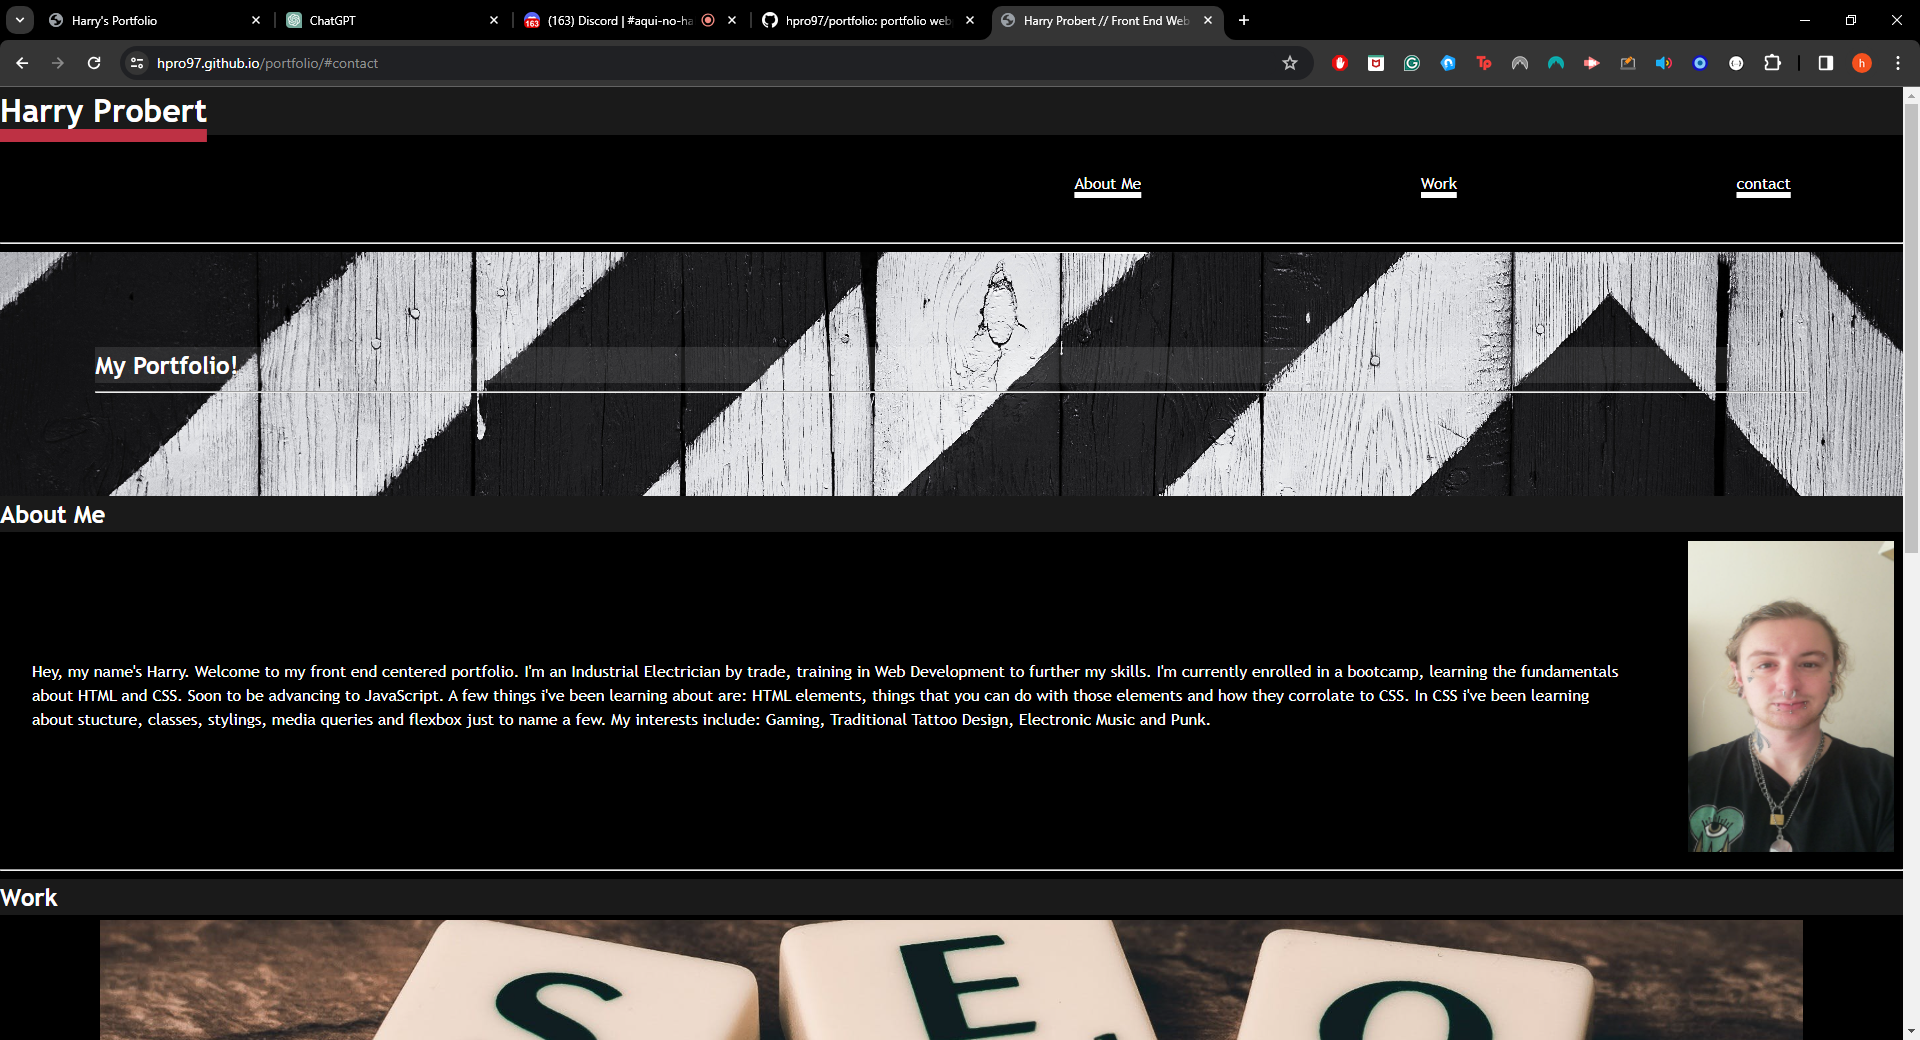 Harry's Portfolio
ChatGPT
(163) Discord | #aqui-no-ha
hpro97/portfolio: portfolio web
Harry Probert // Front End Web
hpro97.github.io/portfolio/#contact
Harry Probert
About Me
Work
contact
My Portfolio!
About Me
Hey, my name's Harry. Welcome to my front end centered portfolio. I'm an Industrial Electrician by trade, training in Web Development to further my skills. I'm currently enrolled in a bootcamp, learning the fundamentals
about HTML and CSS. Soon to be advancing to JavaScript. A few things i've been learning about are: HTML elements, things that you can do with those elements and how they corrolate to CSS. In CSS i've been learning
about stucture, classes, stylings, media queries and flexbox just to name a few. My interests include: Gaming, Traditional Tattoo Design, Electronic Music and Punk.
Work
S E O